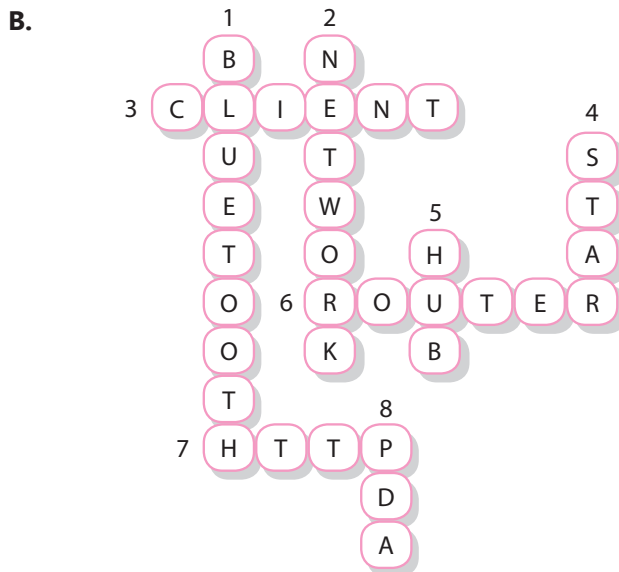 B.
1 2
B N
3 C L I E N T 4
U T S
E W 5 T
T O H A
O 6 R O U T E R
O K B
T 8
7 H T T P
D
A